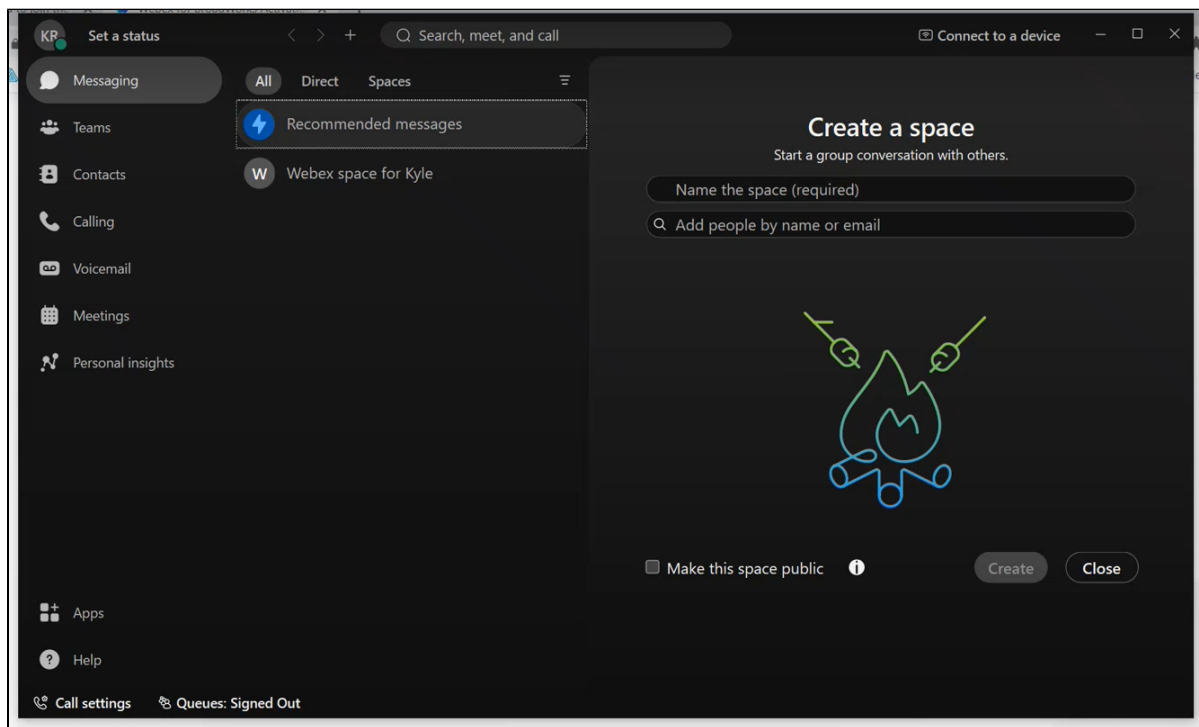 KR
Set a status
Search, meet, and call
Connect to a device
Messaging
Teams
Contacts
Calling
Voicemail
Meetings
Personal insights
Apps
Help
Call settings
Queues: Signed Out
All
Direct
Spaces
Recommended messages
W
Webex space for Kyle
Create a space
Start a group conversation with others.
Name the space (required)
Add people by name or email
Make this space public
Create
Close